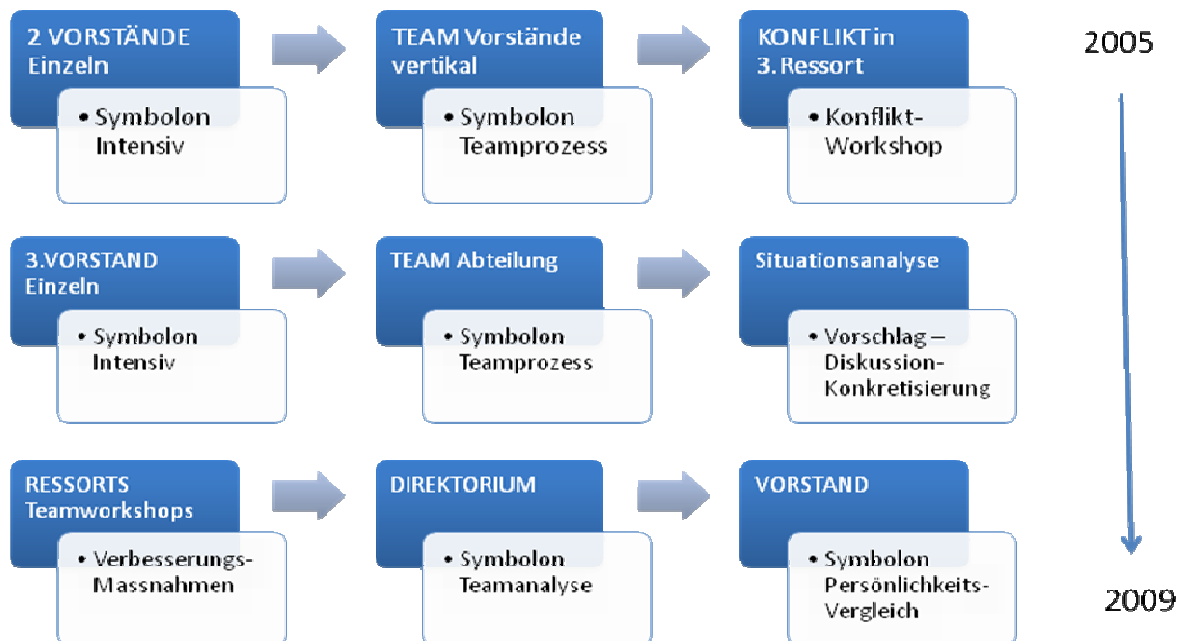 2 VORSTÄNDE
Einzeln
• Symbolon
Intensiv
TEAM Vorstände
vertikal
• Symbolon
Teamprozess
KONFLIKT in
3. Ressort
• Konflikt-
Workshop
2005
3.VORSTAND
Einzeln
• Symbolon
Intensiv
TEAM Abteilung
• Symbolon
Teamprozess
Situationsanalyse
• Vorschlag –
Diskussion-
Konkretisierung
RESSORTS
Teamworkshops
• Verbesserungs-
Massnahmen
DIREKTORIUM
• Symbolon
Teamanalyse
VORSTAND
• Symbolon
Persönlichkeits-
Vergleich
2009